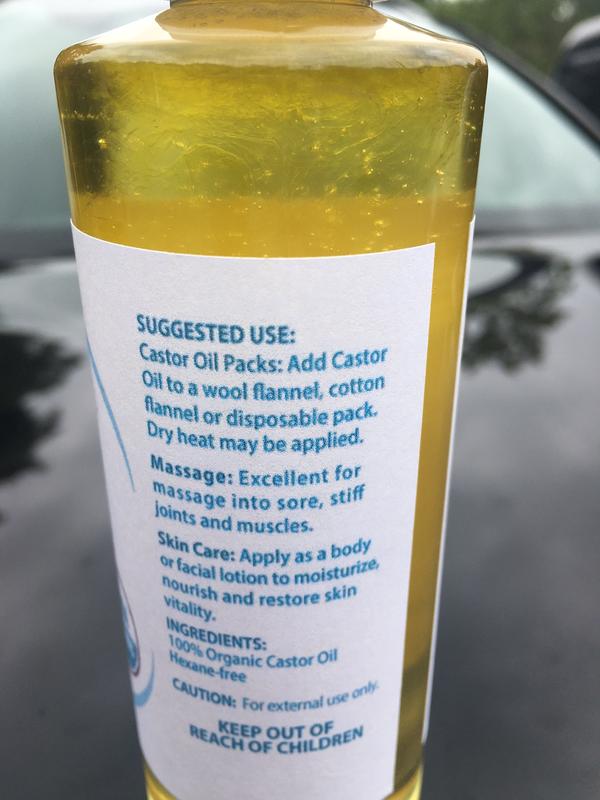 SUGGESTED USE:
Castor Oil Packs: Add Castor
Oil to a wool flannel, cotton
flannel or disposable pack.
Dry heat may be applied.
Massage: Excellent for
massage into sore, stiff
joints and muscles.
Skin Care: Apply as a body
or facial lotion to moisturize,
nourish and restore skin
vitality.
INGREDIENTS:
100% Organic Castor Oil
Hexane-free
CAUTION: For external use only.
KEEP OUT OF
REACH OF CHILDREN